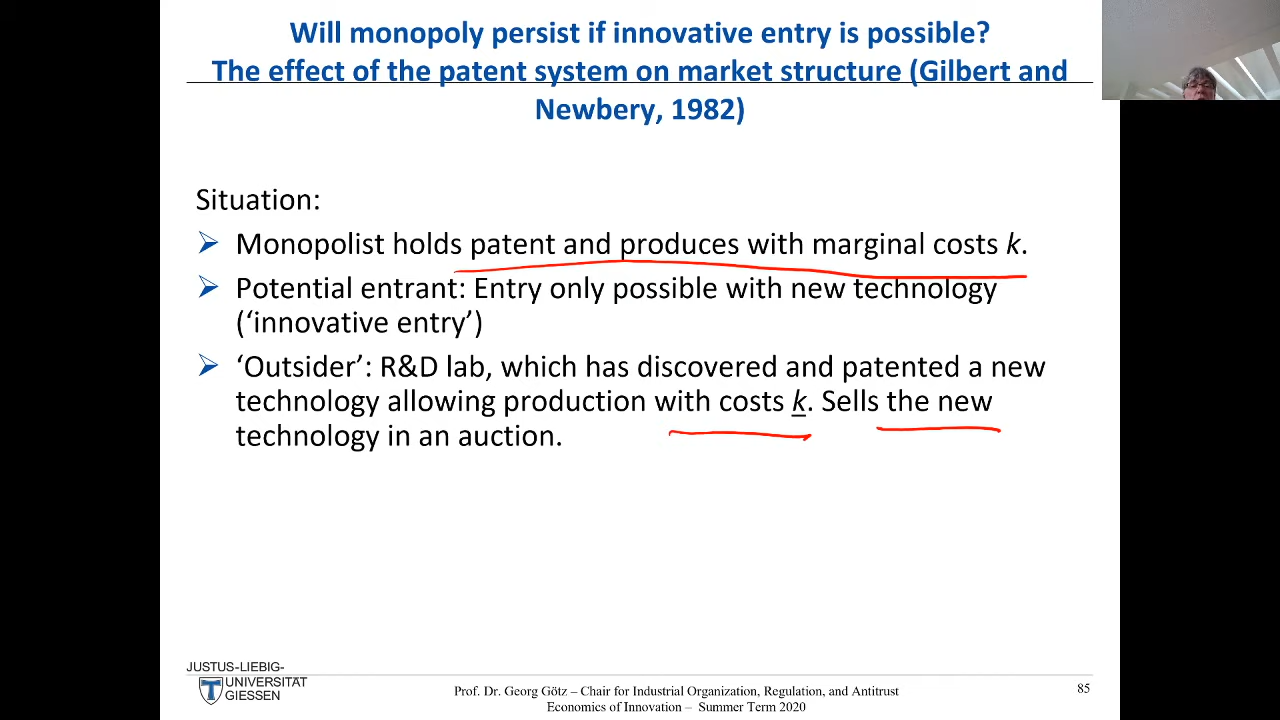 Will monopoly persist if innovative entry is possible?
The effect of the patent system on market structure (Gilbert and
Newbery, 1982)
Situation:
Monopolist holds patent and produces with marginal costs k.
Potential entrant: Entry only possible with new technology
(‘innovative entry’)
‘Outsider’: R&D lab, which has discovered and patented a new
technology allowing production with costs k. Sells the new
technology in an auction.
JUSTUS-LIEBIG-
UNIVERSITÄT
GIESSEN
Prof. Dr. Georg Götz – Chair for Industrial Organization, Regulation, and Antitrust
Economics of Innovation – Summer Term 2020
85